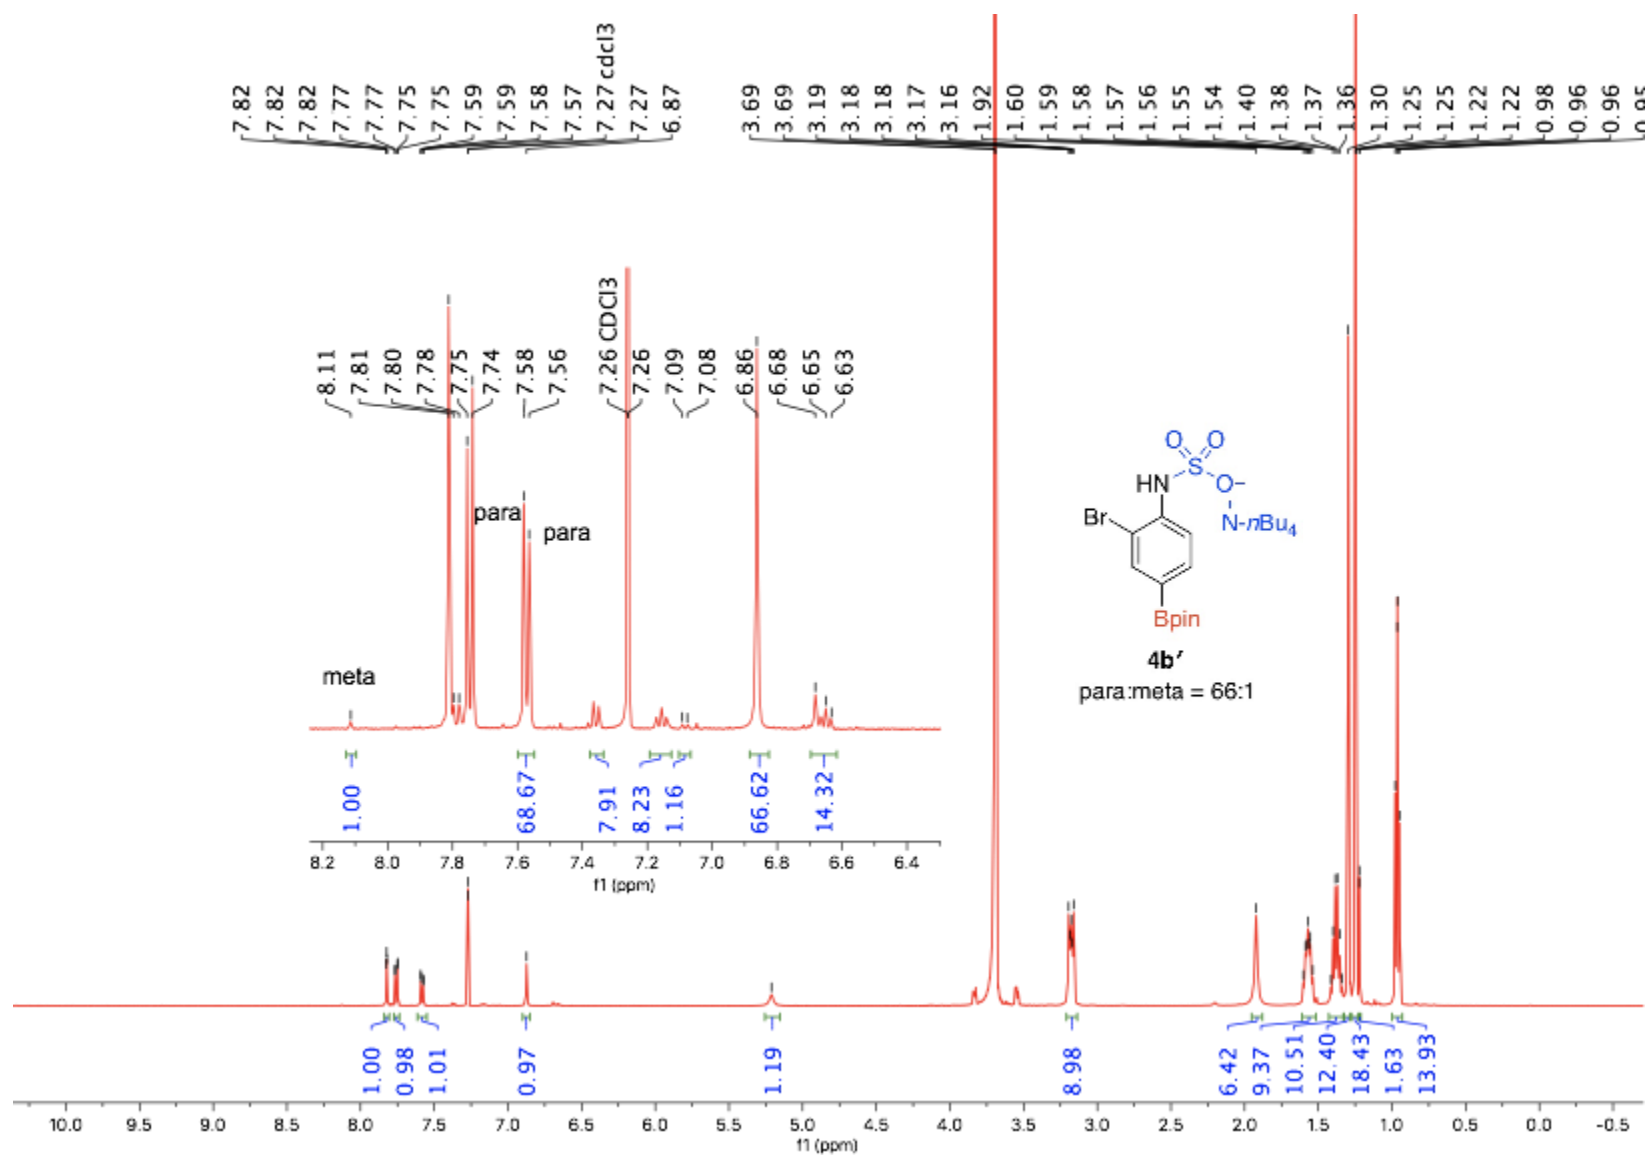 7.82 7.82 7.82 7.77 7.77 7.75 7.75 7.59 7.59 7.58 7.57 7.27 cdcl3 7.27 6.87
3.69 3.69 3.19 3.18 3.18 3.17 3.16 1.92 1.60 1.59 1.58 1.57 1.56 1.55 1.54 1.40 1.38 1.37 1.36 1.30 1.25 1.25 1.22 1.22 0.98 0.96 0.96 0.95
8.11 7.81 7.80 7.78 7.75 7.74 7.58 7.56 7.26 CDCl3 7.26 7.09 7.08 6.86 6.68 6.65 6.63
para
para
meta
1.00 68.67 7.91 8.23 1.16 66.62 14.32
8.2 8.0 7.8 7.6 7.4 7.2 7.0 6.8 6.6 6.4
f1 (ppm)
O O
S
HN
O–
Br
N-nBu4
Bpin
4b′
para:meta = 66:1
1.00 0.98 1.01 0.97 1.19 8.98 6.42 9.37 10.51 12.40 18.43 1.63 13.93
10.0 9.5 9.0 8.5 8.0 7.5 7.0 6.5 6.0 5.5 5.0 4.5 4.0 3.5 3.0 2.5 2.0 1.5 1.0 0.5 0.0 -0.5
f1 (ppm)